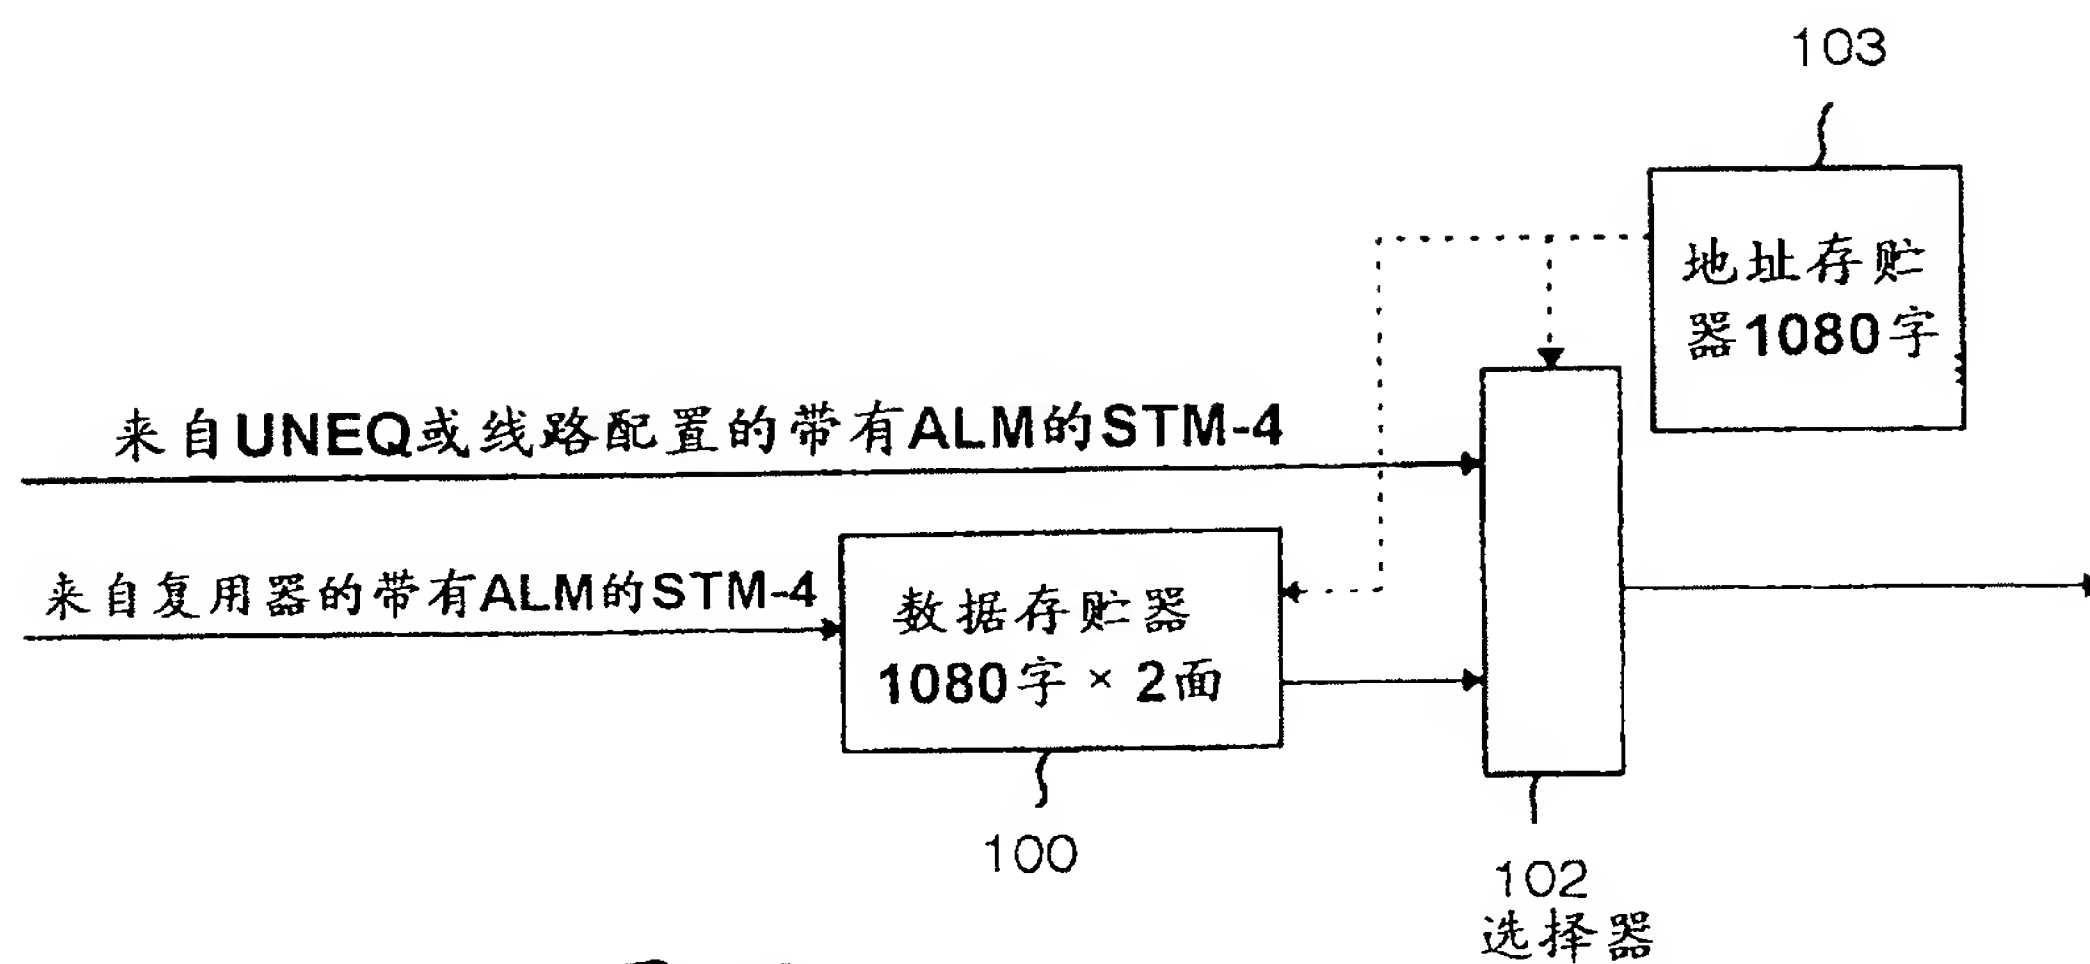 103
地址存贮
器1080字
来自UNEQ或线路配置的带有ALM的STM-4
来自复用器的带有ALM的STM-4
数据存贮器
1080字 × 2面
100
102
选择器